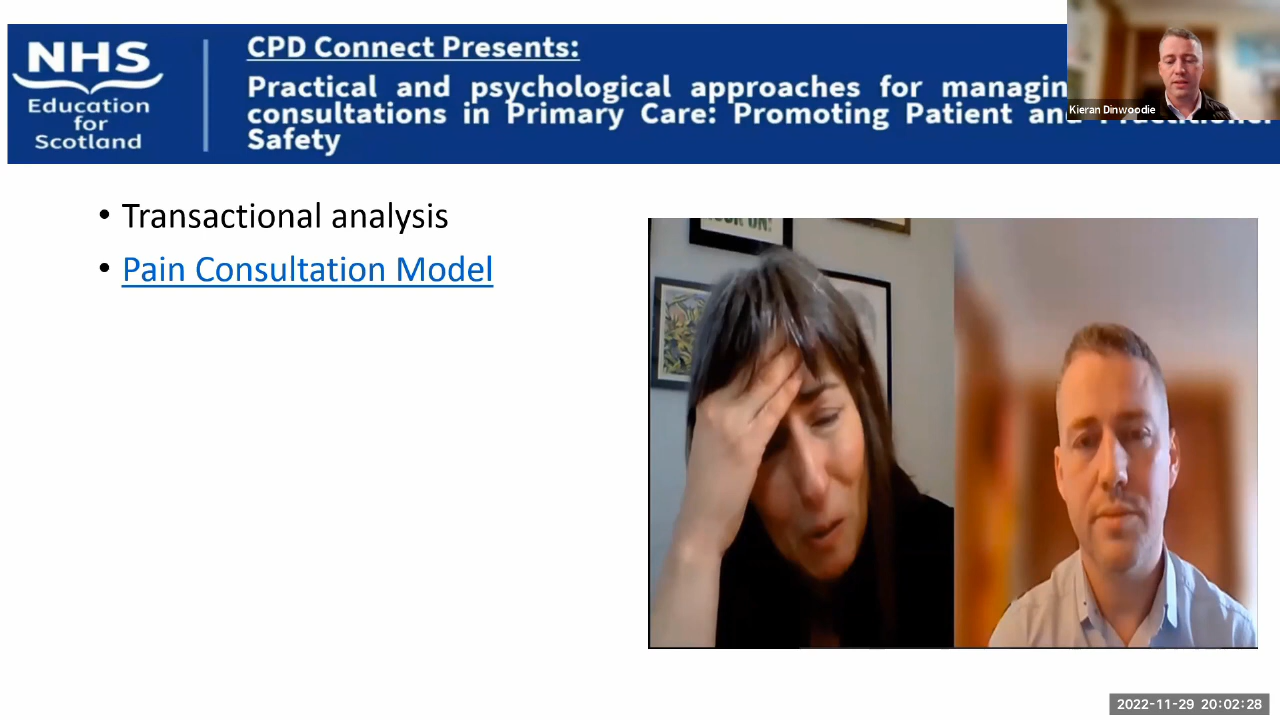 NHS
Education
for
Scotland
CPD Connect Presents:
Practical and psychological approaches for managin
consultations in Primary Care: Promoting Patient and Practitioner
Safety
Kieran Dinwoodie
• Transactional analysis
• Pain Consultation Model
2022-11-29 20:02:28